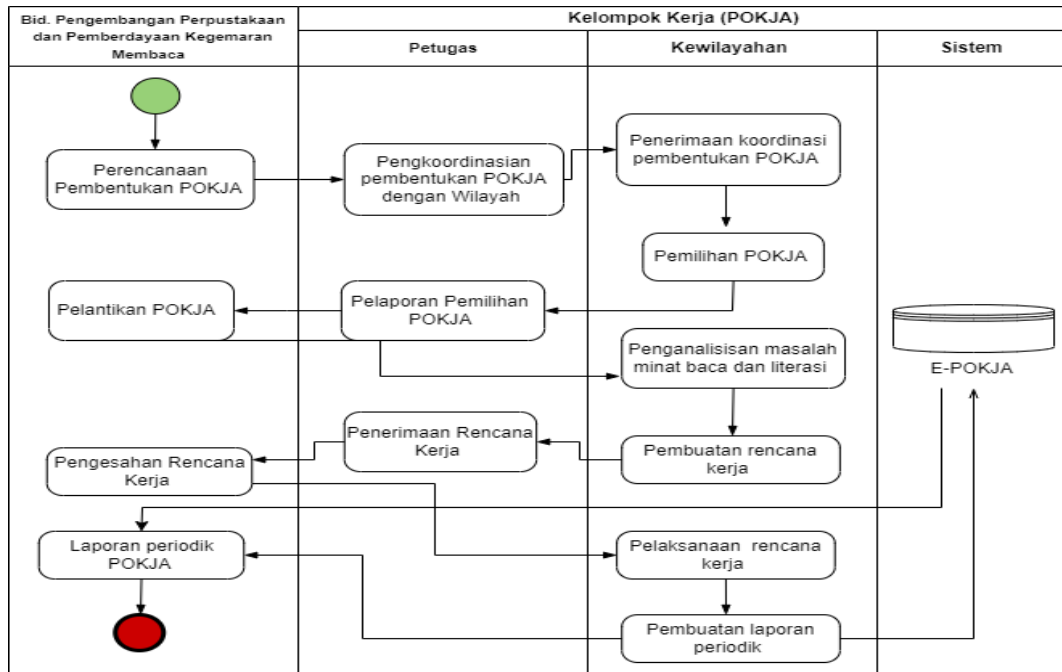 Bid. Pengembangan Perpustakaan
dan Pemberdayaan Kegemaran
Membaca
Kelompok Kerja (POKJA)
Petugas
Kewilayahan
Sistem
Perencanaan
Pembentukan POKJA
Pengkoordinasian
pembentukan POKJA
dengan Wilayah
Penerimaan koordinasi
pembentukan POKJA
Pemilihan POKJA
Pelaporan Pemilihan
POKJA
Pelantikan POKJA
Penganalisisan masalah
minat baca dan literasi
E-POKJA
Pembuatan rencana
kerja
Penerimaan Rencana
Kerja
Pengesahan Rencana
Kerja
Pelaksanaan rencana
kerja
Pembuatan laporan
periodik
Laporan periodik
POKJA